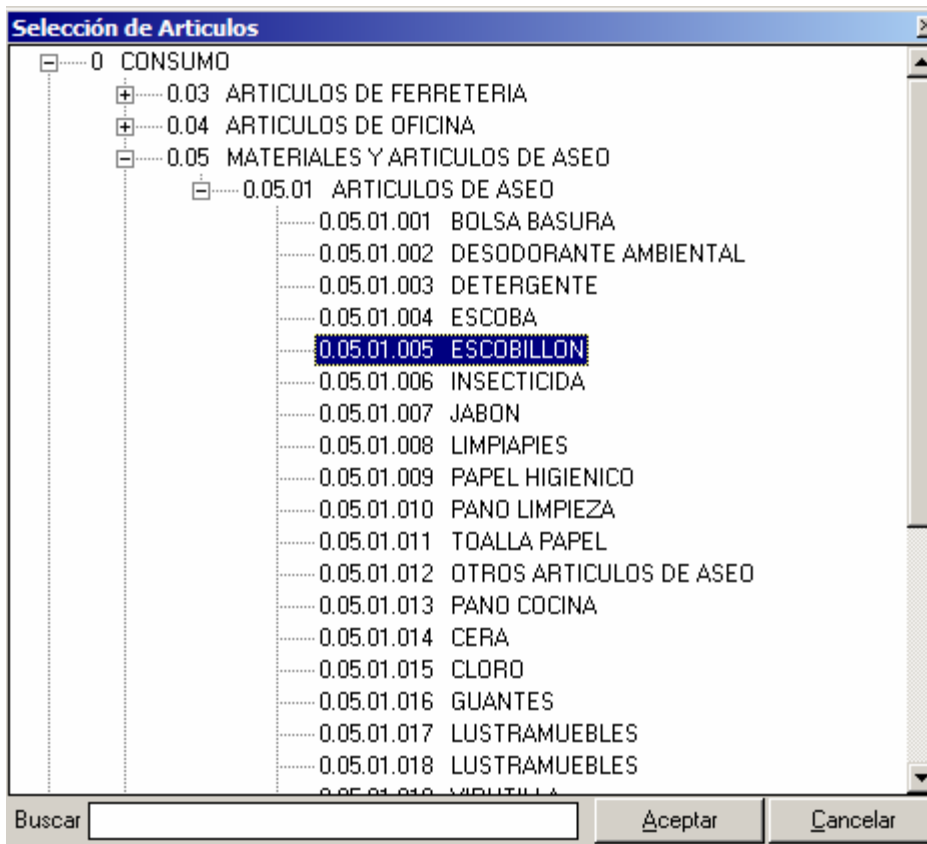 Selección de Articulos
0 CONSUMO
0.03 ARTICULOS DE FERRETERIA
0.04 ARTICULOS DE OFICINA
0.05 MATERIALES Y ARTICULOS DE ASEO
0.05.01 ARTICULOS DE ASEO
0.05.01.001 BOLSA BASURA
0.05.01.002 DESODORANTE AMBIENTAL
0.05.01.003 DETERGENTE
0.05.01.004 ESCOBA
0.05.01.005 ESCOBILLON
0.05.01.006 INSECTICIDA
0.05.01.007 JABON
0.05.01.008 LIMPIAPIES
0.05.01.009 PAPEL HIGIENICO
0.05.01.010 PANO LIMPIEZA
0.05.01.011 TOALLA PAPEL
0.05.01.012 OTROS ARTICULOS DE ASEO
0.05.01.013 PANO COCINA
0.05.01.014 CERA
0.05.01.015 CLORO
0.05.01.016 GUANTES
0.05.01.017 LUSTRAMUEBLES
0.05.01.018 LUSTRAMUEBLES
0.05.01.019 VIRUTILLA
Buscar Aceptar Cancelar